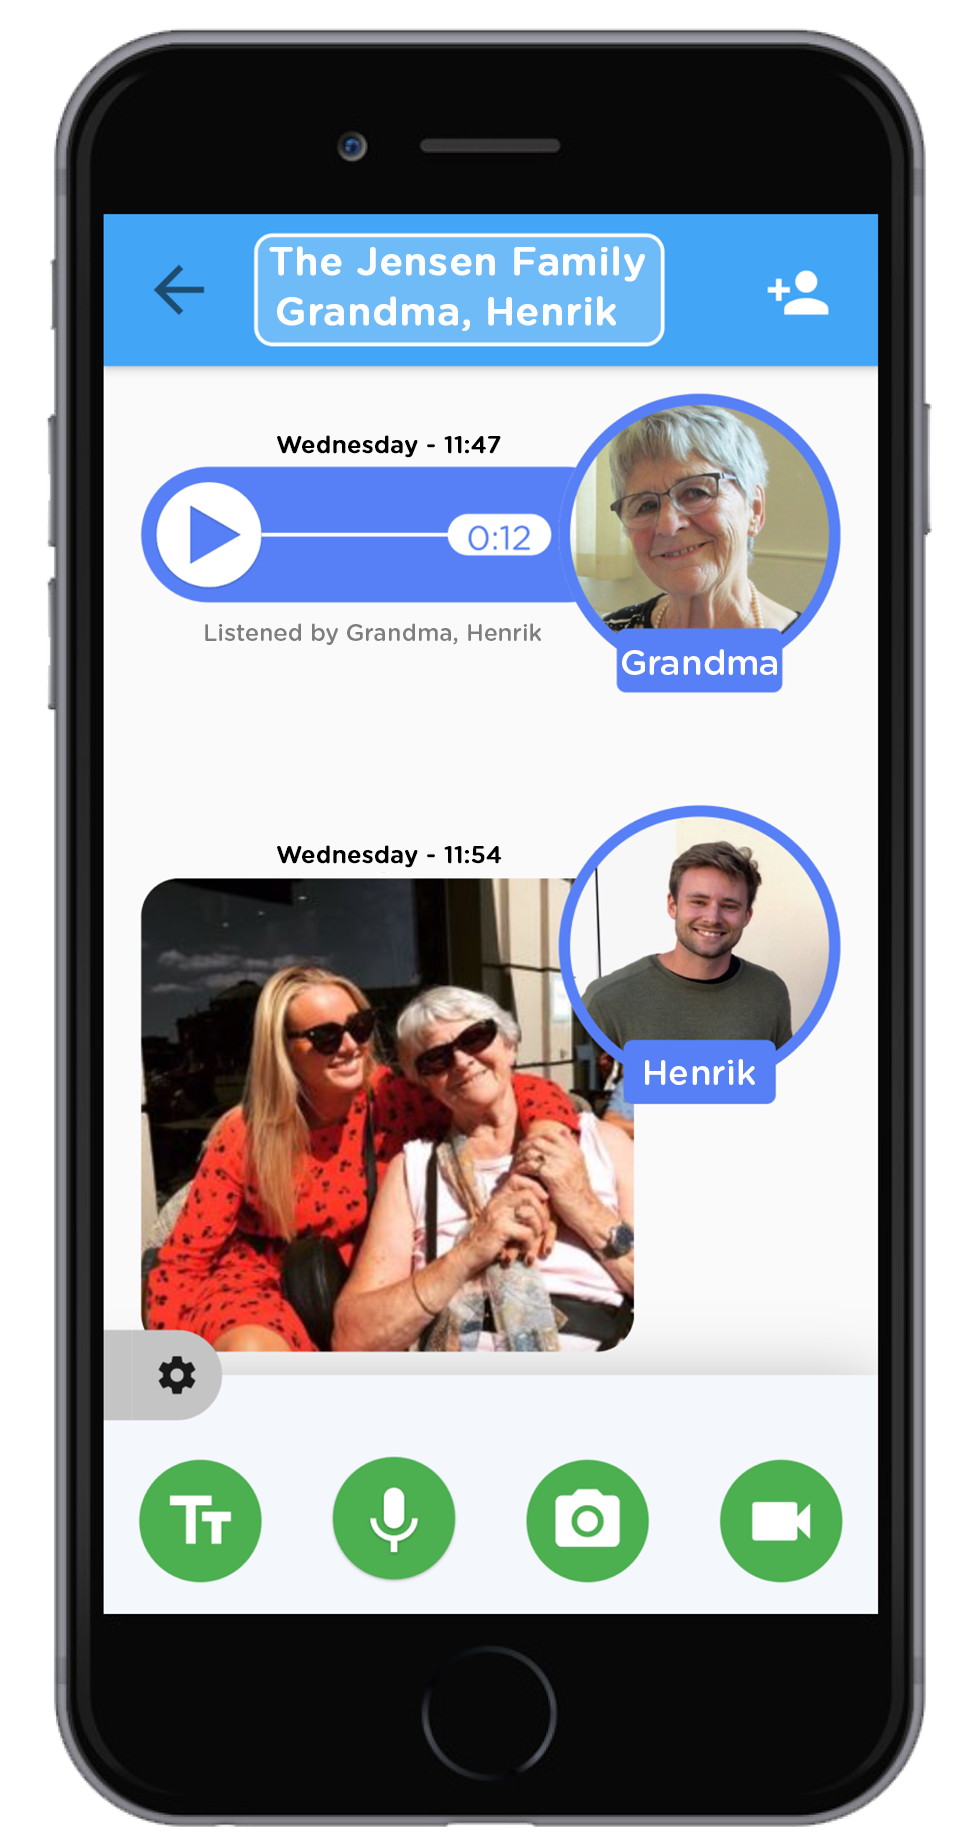 The Jensen Family
Grandma, Henrik
Wednesday - 11:47
0:12
Listened by Grandma, Henrik
Grandma
Wednesday - 11:54
Henrik
TT